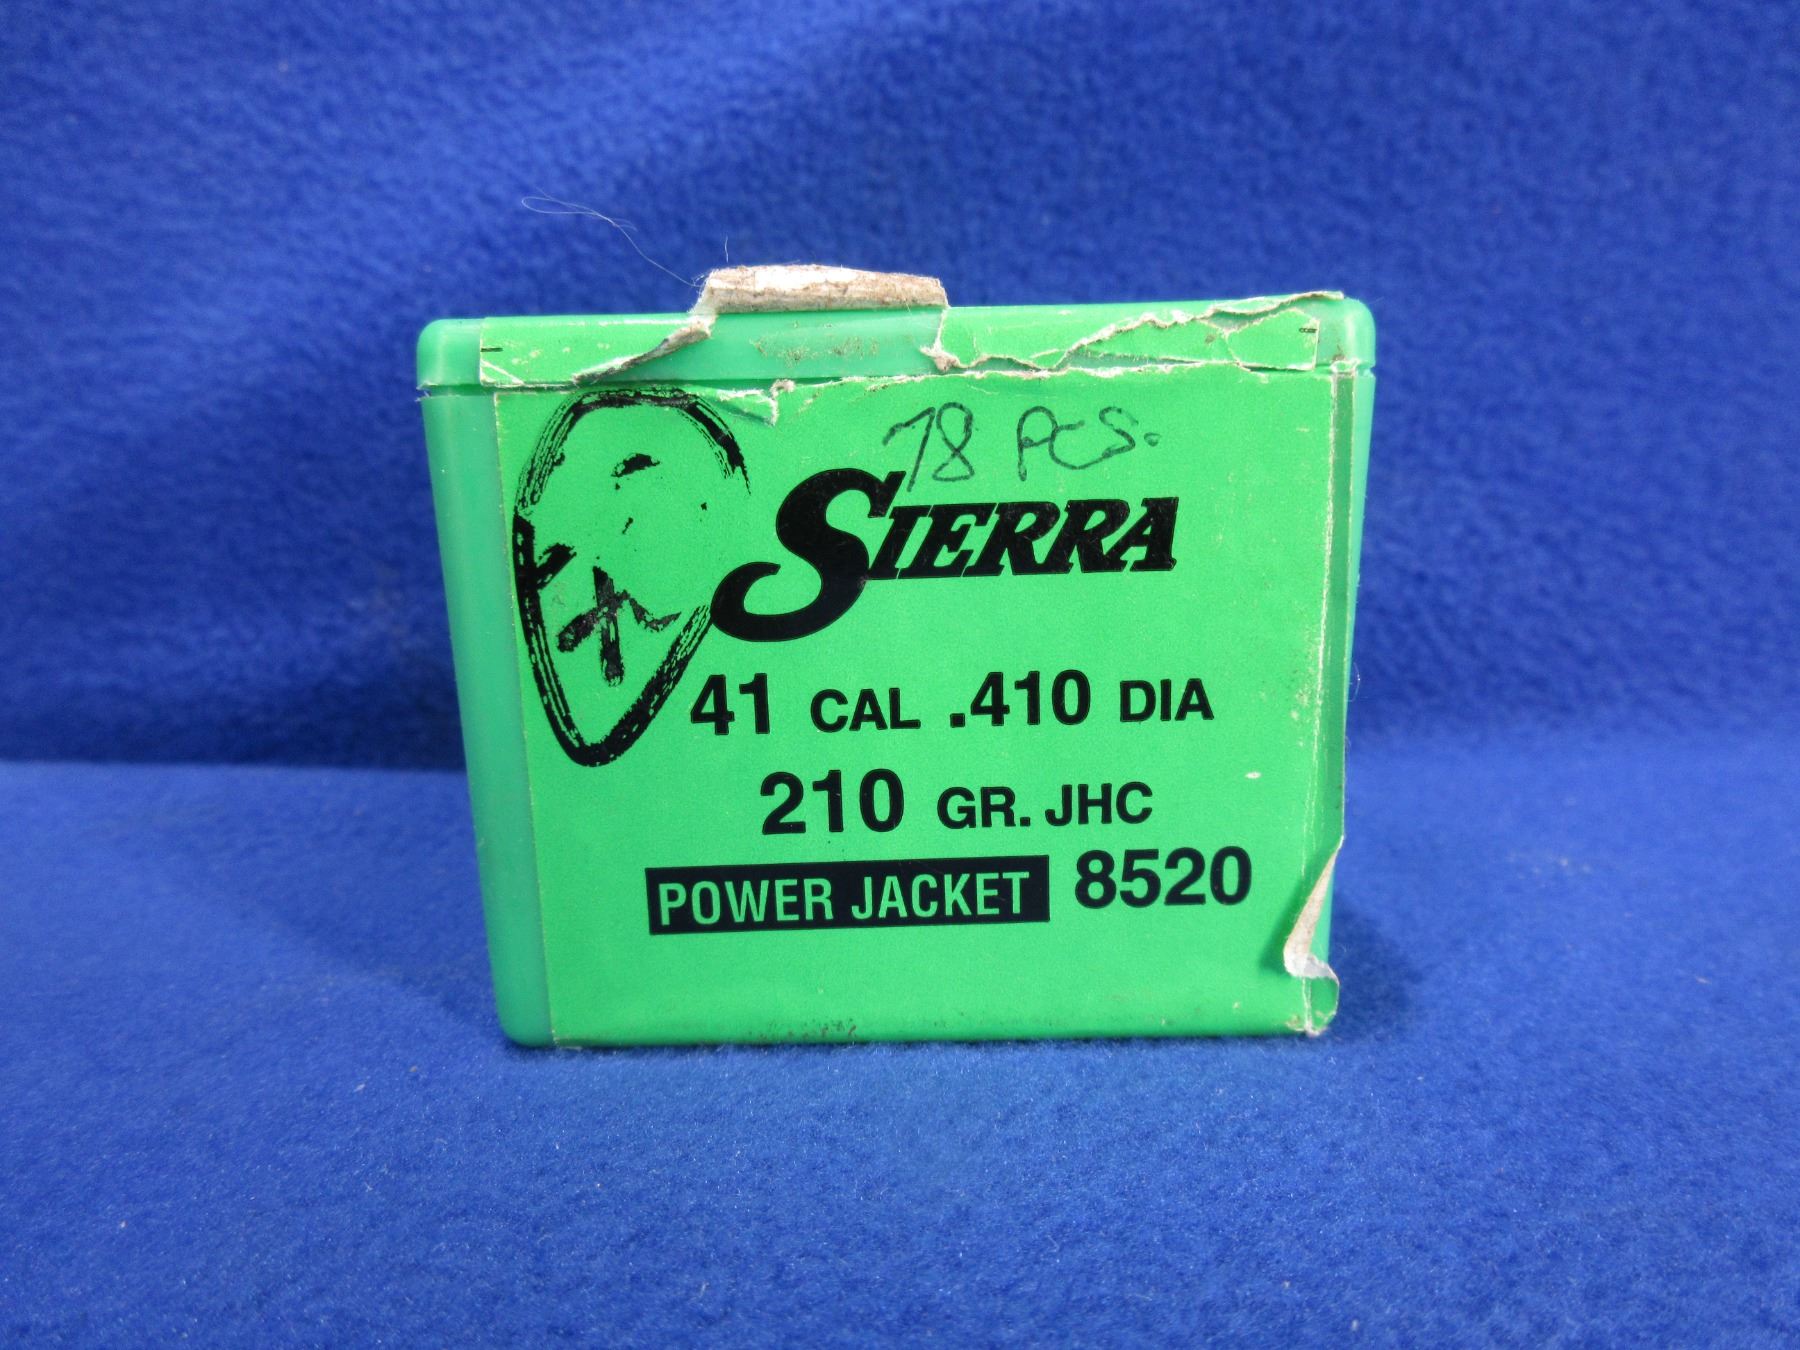 78 PCS.
SIERRA
41 CAL .410 DIA
210 GR. JHC
POWER JACKET 8520